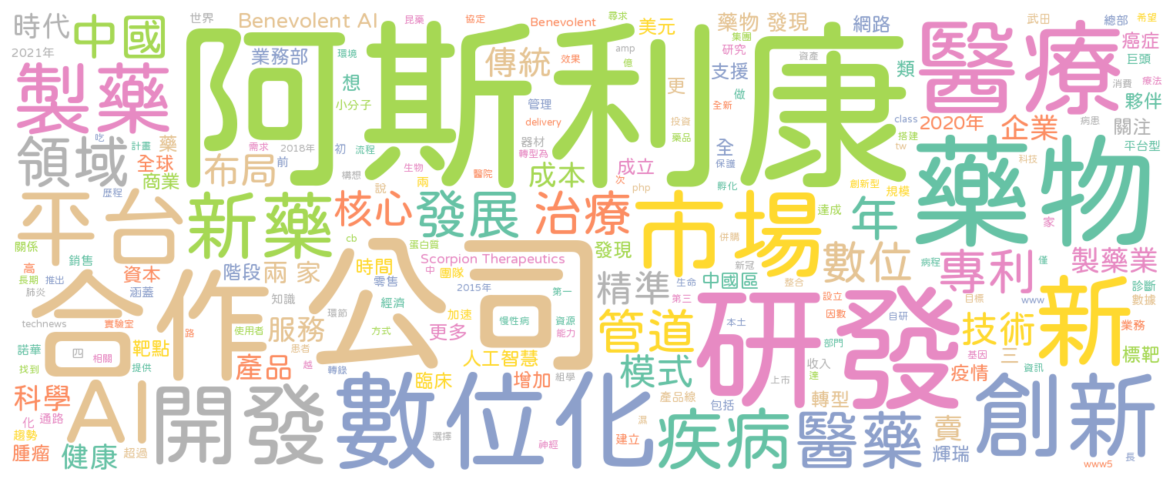 時代
中國
2021年
世界
Benevolent AI
昆藥
協定
Benevolent
尋求
美元
藥物 發現
網路
武田
總部
希望
製藥
業務部
環境
傳統
阿斯利康
集團
amp
研究
效果
優
資產
支援
類
醫療
癌症
巨頭
消費
療法
想
小分子
管理
更
做
夥伴
領域
藥
吃
計畫
需求
2018年
初
流程
delivery
器材
轉型為
投資
藥品
全新
全
class
搭建
tw
2020年
企業
病患
關注
平台型
全球
商業
布局
前
構想
生物
醫院
成本
次
成立
保護
php
孵化
創新型
規模
科技
藥物
平台
歷程
新藥
說
兩
核心
發展
治療
市場
達成
年
家
關係
銷售
cb
蛋白質
發現
併購
數位
專利
製藥業
高
長期
推出
資本
階段
兩 家
時間
中
團隊
Scorpion Therapeutics
零售
2015年
第一
精準
新冠
中國區
生命
整合
病程
僅
診斷
數據
肺炎
涵蓋
合作
知識
公司
經濟
慢性病
資源
能力
第三
研發
設立
因數
目標
www
新
technews
實驗室
環節
服務
使用者
路
加速
更多
方式
管道
本土
自研
技術
業務
諾華
四
相關
靶點
患者
越
產品
人工智慧
部門
基因
三
資訊
標靶
找到
提供
轉錄
臨床
增加
組學
模式
收入
達
上市
疫情
科學
AI
開發
數位化
產品線
包括
轉型
創新
化
通路
趨勢
腫瘤
健康
超過
選擇
神經
建立
混
疾病
醫藥
賣
輝瑞
www5
長